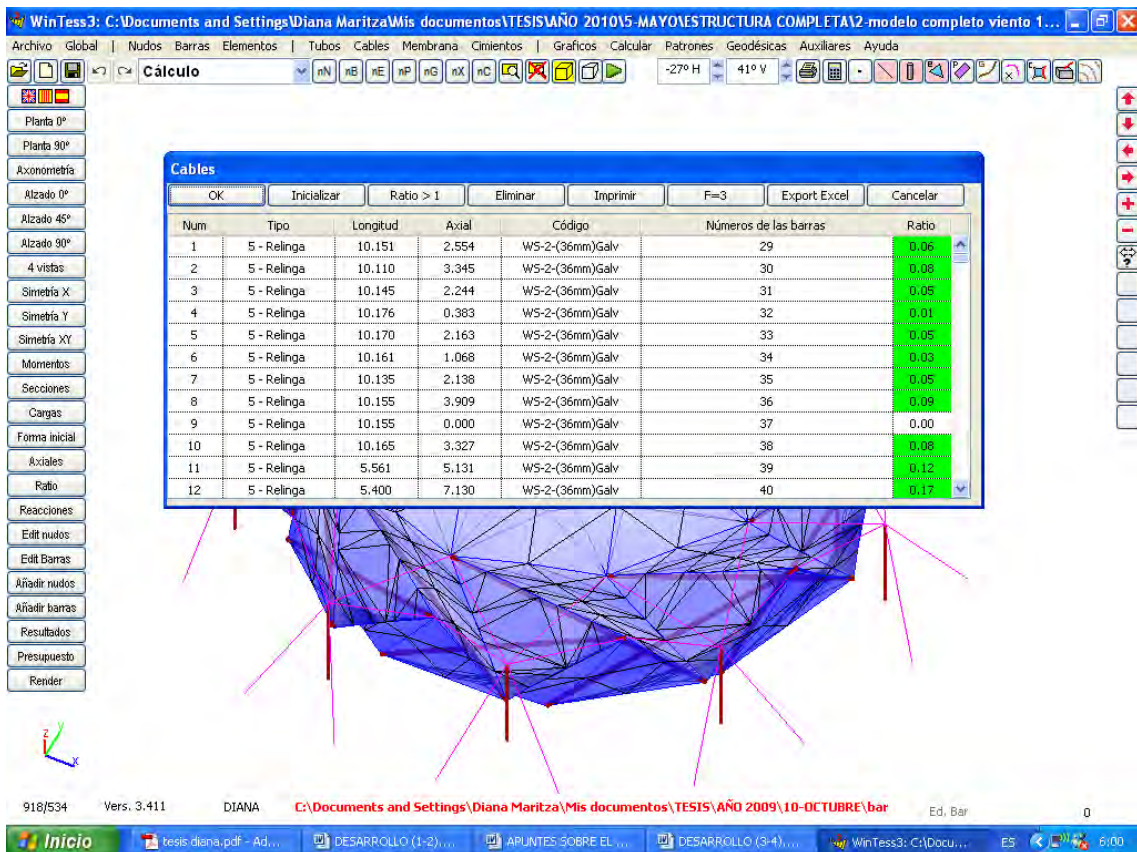 WinTess3: C:\Documents and Settings\Diana Maritza\Mis documentos\TESIS\AÑO 2010\5-MAYO\ESTRUCTURA COMPLETA\2-modelo completo viento 1...
Archivo Global | Nudos Barras Elementos | Tubos Cables Membrana Cimientos | Graficos Calcular Patrones Geodésicas Auxiliares Ayuda
Cálculo nN nB nE nP nG nX nC -27º H 41º V
Planta 0º
Planta 90º
Axonometría
Alzado 0º
Alzado 45º
Alzado 90º
4 vistas
Simetría X
Simetría Y
Simetría XY
Momentos
Secciones
Cargas
Forma inicial
Axiales
Ratio
Reacciones
Edit nudos
Edit Barras
Añadir nudos
Añadir barras
Resultados
Presupuesto
Render
Cables
OK Inicializar Ratio > 1 Eliminar Imprimir F=3 Export Excel Cancelar
Num Tipo Longitud Axial Código Números de las barras Ratio
1 5 - Relinga 10.151 2.554 WS-2-(36mm)Galv 29 0.06
2 5 - Relinga 10.110 3.345 WS-2-(36mm)Galv 30 0.08
3 5 - Relinga 10.145 2.244 WS-2-(36mm)Galv 31 0.05
4 5 - Relinga 10.176 0.383 WS-2-(36mm)Galv 32 0.01
5 5 - Relinga 10.170 2.163 WS-2-(36mm)Galv 33 0.05
6 5 - Relinga 10.161 1.068 WS-2-(36mm)Galv 34 0.03
7 5 - Relinga 10.135 2.138 WS-2-(36mm)Galv 35 0.05
8 5 - Relinga 10.155 3.909 WS-2-(36mm)Galv 36 0.09
9 5 - Relinga 10.155 0.000 WS-2-(36mm)Galv 37 0.00
10 5 - Relinga 10.165 3.327 WS-2-(36mm)Galv 38 0.08
11 5 - Relinga 5.561 5.131 WS-2-(36mm)Galv 39 0.12
12 5 - Relinga 5.400 7.130 WS-2-(36mm)Galv 40 0.17
z y x
918/534 Vers. 3.411 DIANA C:\Documents and Settings\Diana Maritza\Mis documentos\TESIS\AÑO 2009\10-OCTUBRE\bar Ed. Bar 0
Inicio tesis diana.pdf - Ad... DESARROLLO (1-2).... APUNTES SOBRE EL ... DESARROLLO (3-4).... WinTess3: C:\Docu... ES 6:00